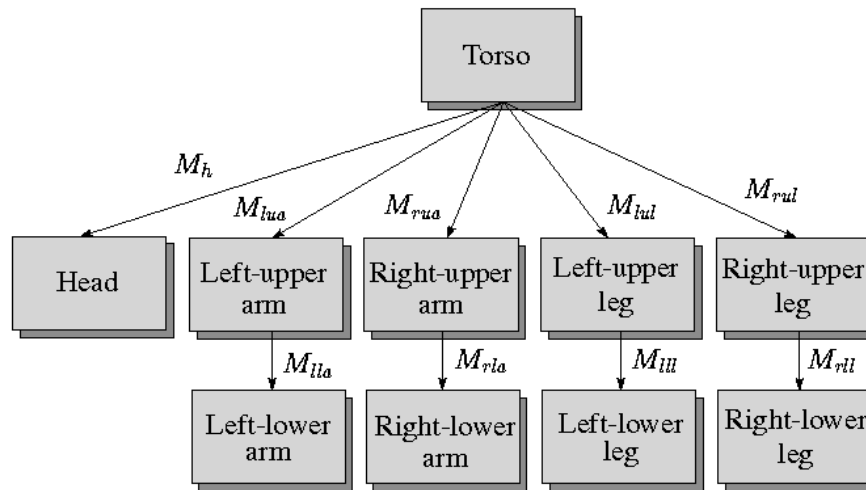 Torso
M_h
M_lua
M_rua
M_lul
M_rul
Head
Left-upper
arm
Right-upper
arm
Left-upper
leg
Right-upper
leg
M_lla
M_rla
M_lll
M_rll
Left-lower
arm
Right-lower
arm
Left-lower
leg
Right-lower
leg